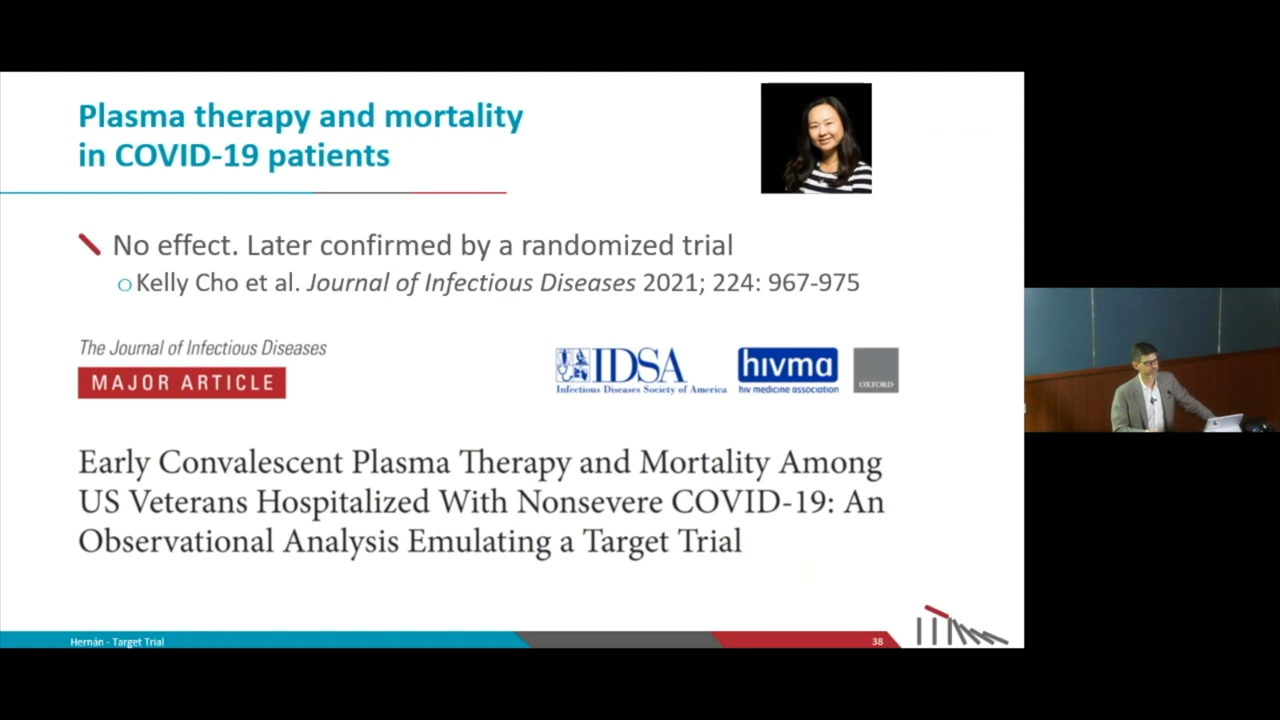 Plasma therapy and mortality
in COVID-19 patients
No effect. Later confirmed by a randomized trial
Kelly Cho et al. Journal of Infectious Diseases 2021; 224: 967-975
The Journal of Infectious Diseases
MAJOR ARTICLE
IDSA
Infectious Diseases Society of America
hivma
hiv medicine association
OXFORD
Early Convalescent Plasma Therapy and Mortality Among
US Veterans Hospitalized With Nonsevere COVID-19: An
Observational Analysis Emulating a Target Trial
Hernán - Target Trial
38